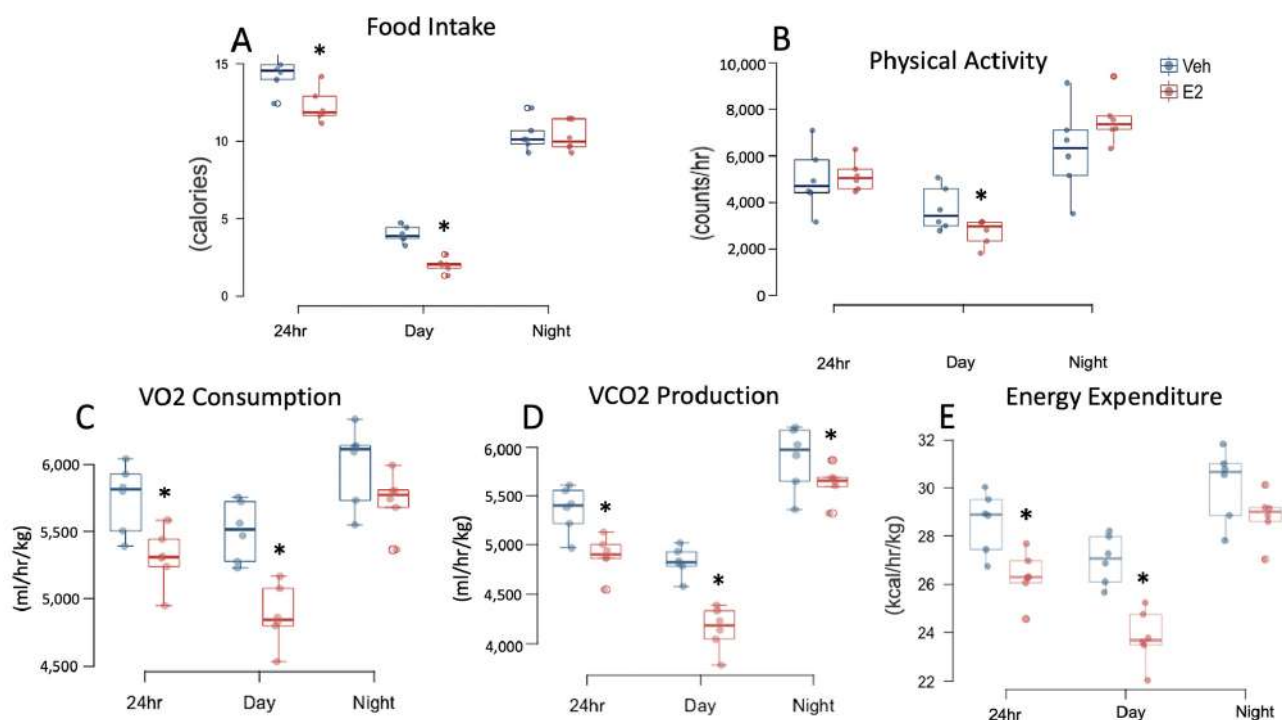 A
Food Intake
15
10
5
0
(calories)
*
*
24hr
Day
Night
B
Physical Activity
10,000
8,000
6,000
4,000
2,000
0
(counts/hr)
*
Veh
E2
24hr
Day
Night
C
VO2 Consumption
6,000
5,500
5,000
4,500
(ml/hr/kg)
*
*
24hr
Day
Night
D
VCO2 Production
6,000
5,500
5,000
4,000
(ml/hr/kg)
*
*
*
24hr
Day
Night
E
Energy Expenditure
32
30
28
26
24
22
(kcal/hr/kg)
*
*
24hr
Day
Night